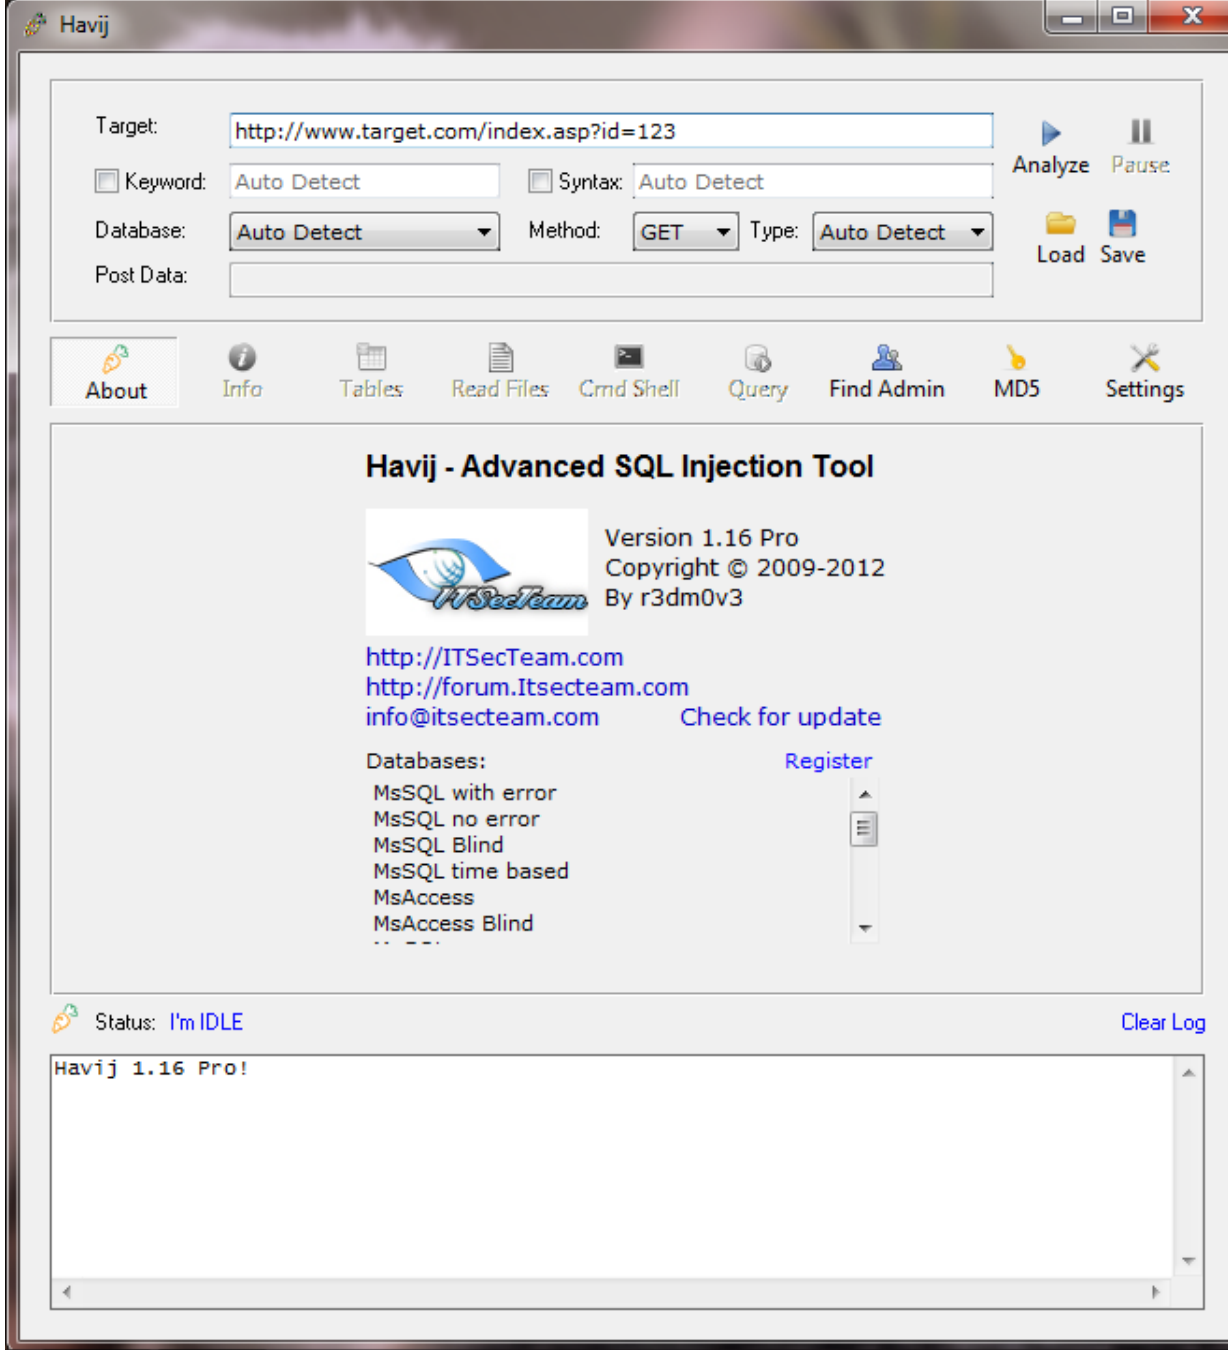 Havij
Target: http://www.target.com/index.asp?id=123
Analyze Pause
Keyword: Auto Detect Syntax: Auto Detect
Database: Auto Detect Method: GET Type: Auto Detect
Load Save
Post Data:
About Info Tables Read Files Cmd Shell Query Find Admin MD5 Settings
Havij - Advanced SQL Injection Tool
ITSecTeam
Version 1.16 Pro
Copyright © 2009-2012
By r3dm0v3
http://ITSecTeam.com
http://forum.Itsecteam.com
info@itsecteam.com Check for update
Databases: Register
MsSQL with error
MsSQL no error
MsSQL Blind
MsSQL time based
MsAccess
MsAccess Blind
Status: I'm IDLE Clear Log
Havij 1.16 Pro!